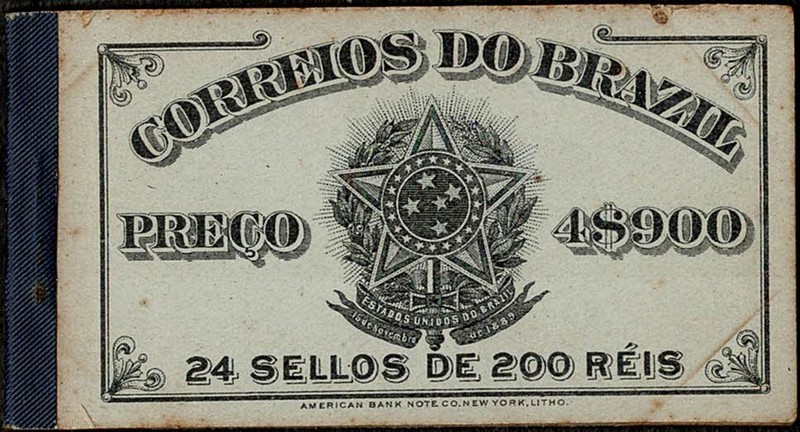 CORREIOS DO BRAZIL
PREÇO 4$900
ESTADOS UNIDOS DO BRAZIL
15 de Novembro de 1889
24 SELLOS DE 200 RÉIS
AMERICAN BANK NOTE CO. NEW YORK, LITHO.